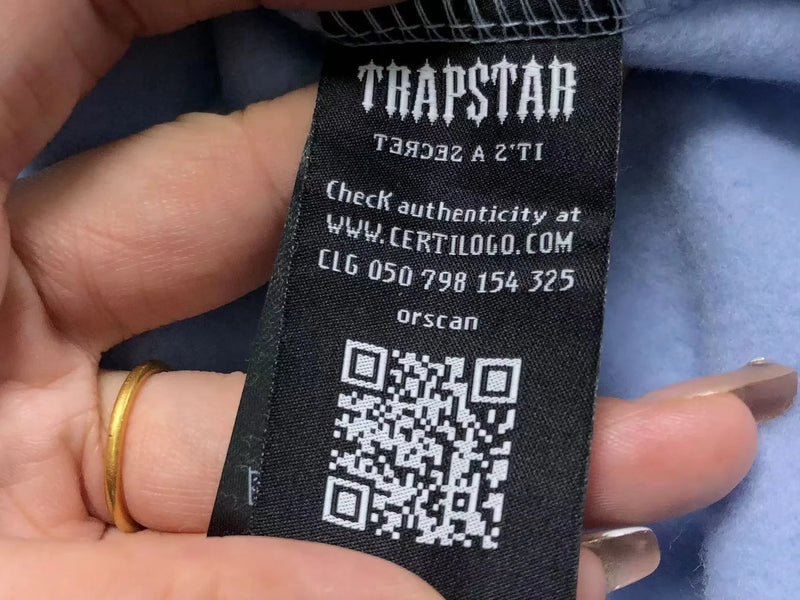 TRAPSTAR
IT'S A SECRET
Check authenticity at
WWW.CERTILOGO.COM
CLG 050 798 154 325
orscan